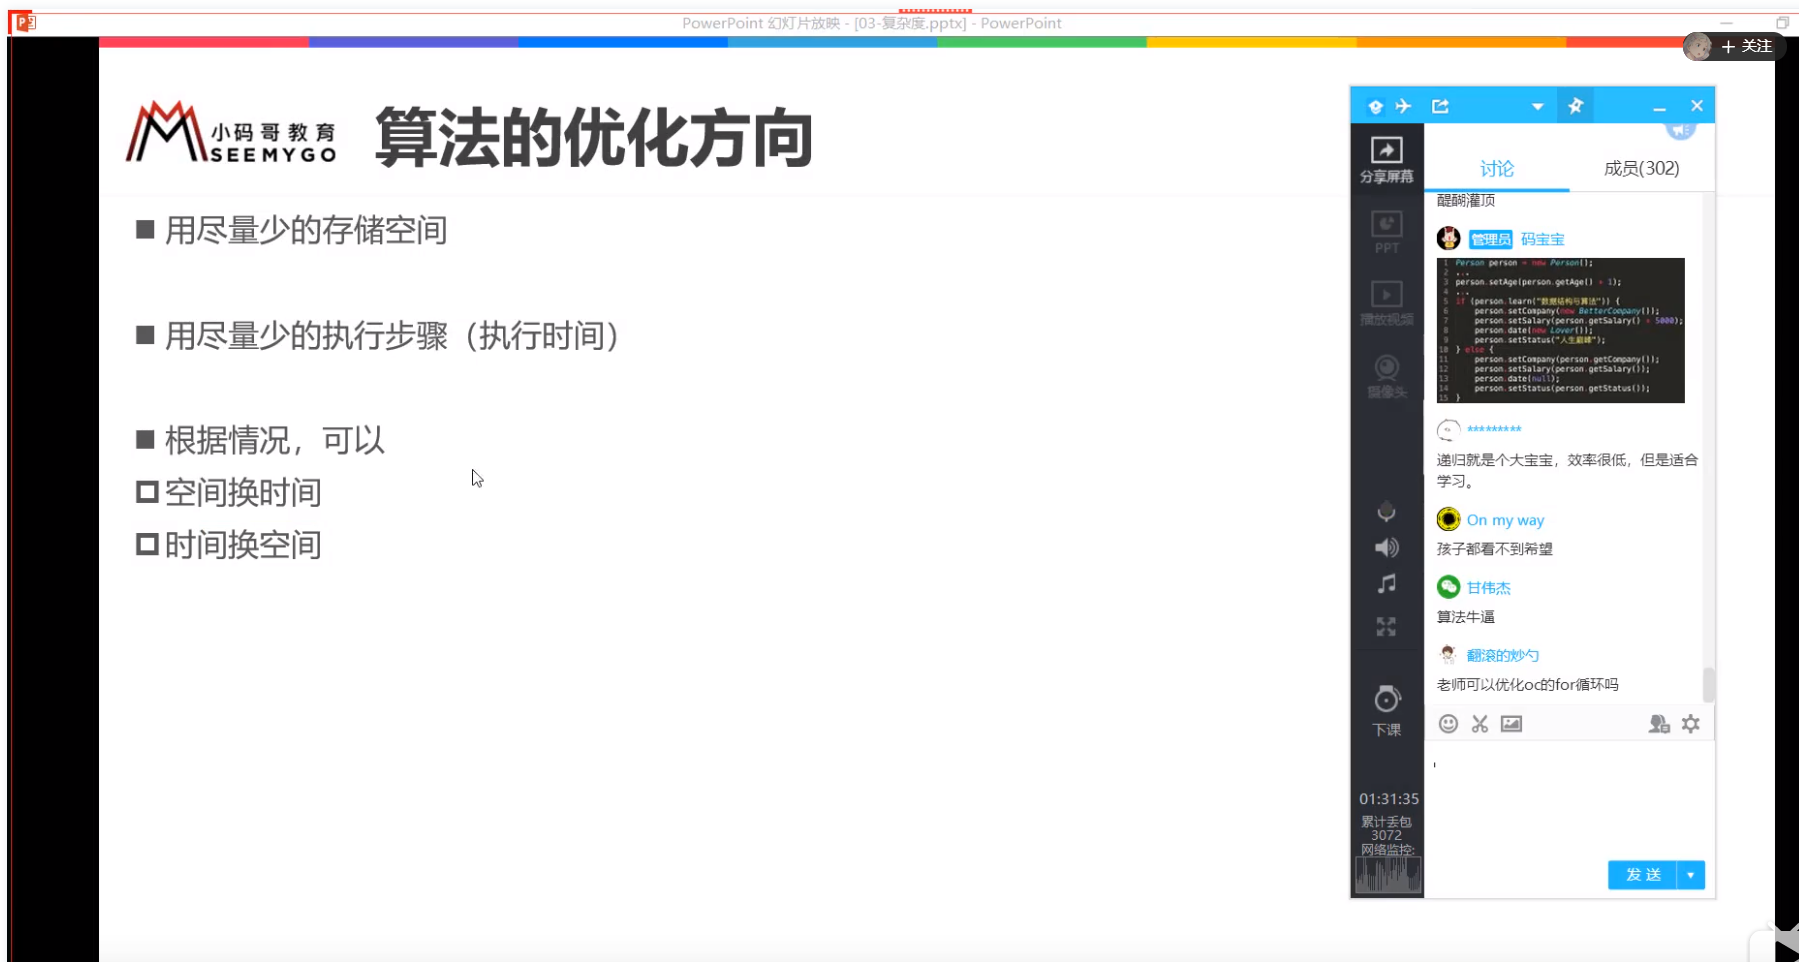 PowerPoint 幻灯片放映 - [03-复杂度.pptx] - PowerPoint
+ 关注
小码哥教育
SEEMYGO
算法的优化方向
用尽量少的存储空间
用尽量少的执行步骤（执行时间）
根据情况，可以
空间换时间
时间换空间
分享屏幕
PPT
播放视频
摄像头
下课
01:31:35
累计丢包
3072
网络监控:
讨论
成员(302)
醍醐灌顶
管理员 码宝宝
1 Person person = new Person();
2 ...
3 person.setAge(person.getAge() + 1);
4 ...
5 if (person.learn("数据结构与算法")) {
6 person.setCompany(new BetterCompany());
7 person.setSalary(person.getSalary() + 5000);
8 person.date(new Lover());
9 person.setStatus("人生巅峰");
10 } else {
11 person.setCompany(person.getCompany());
12 person.setSalary(person.getSalary());
13 person.date(null);
14 person.setStatus(person.getStatus());
15 }
*********
递归就是个大宝宝，效率很低，但是适合
学习。
On my way
孩子都看不到希望
甘伟杰
算法牛逼
翻滚的炒勺
老师可以优化oc的for循环吗
发送